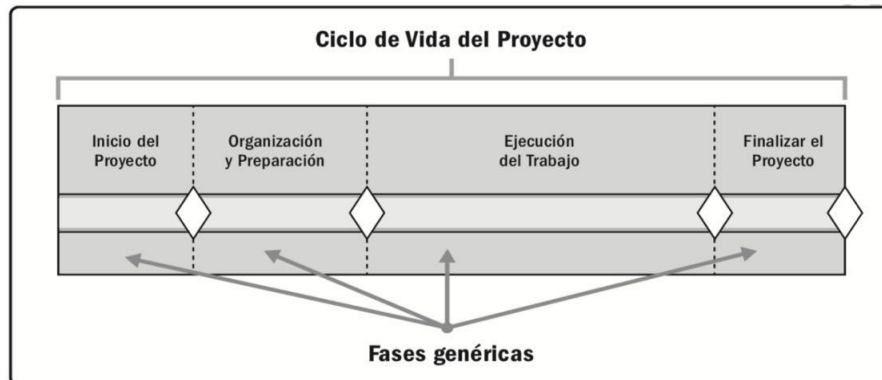 Ciclo de Vida del Proyecto
Inicio del
Proyecto
Organización
y Preparación
Ejecución
del Trabajo
Finalizar el
Proyecto
Fases genéricas